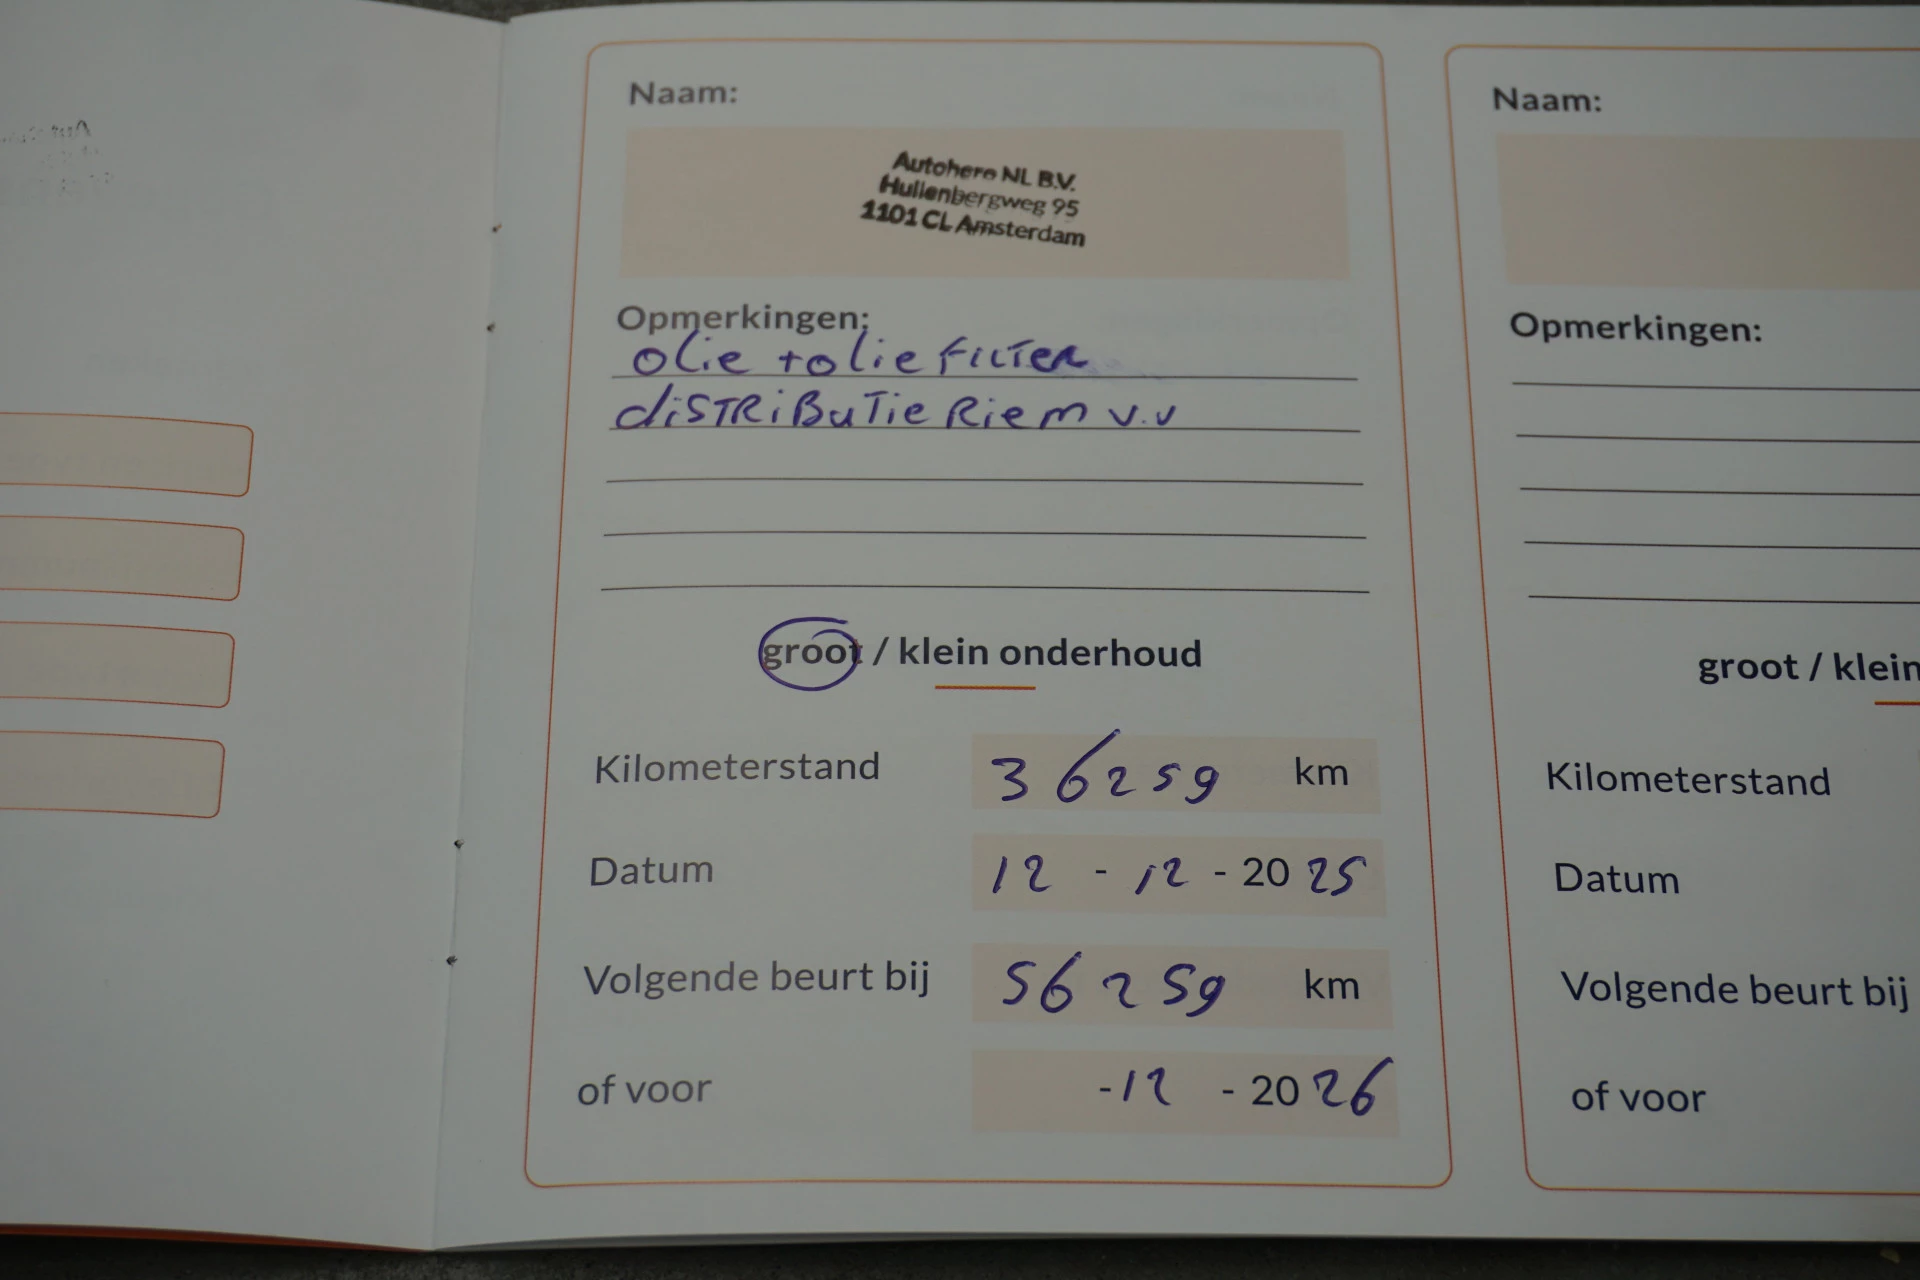 Naam:
Autohero NL B.V.
Hullenbergweg 95
1101 CL Amsterdam
Opmerkingen:
olie + oliefilter
distributie Riem v.v
groot / klein onderhoud
Kilometerstand 36259 km
Datum 12 - 12 - 2025
Volgende beurt bij 56259 km
of voor -12 - 2026
Naam:
Opmerkingen:
groot / klein
Kilometerstand
Datum
Volgende beurt bij
of voor